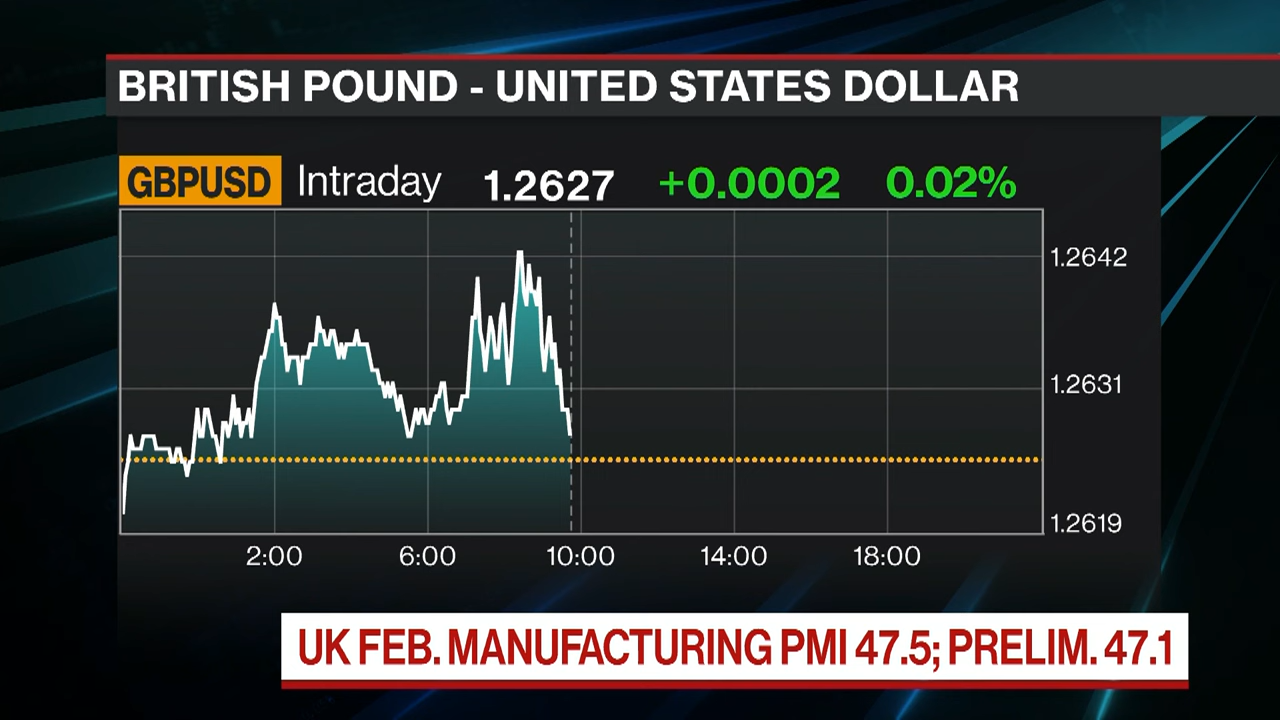 BRITISH POUND - UNITED STATES DOLLAR
GBPUSD Intraday 1.2627 +0.0002 0.02%
1.2642
1.2631
1.2619
2:00 6:00 10:00 14:00 18:00
UK FEB. MANUFACTURING PMI 47.5; PRELIM. 47.1